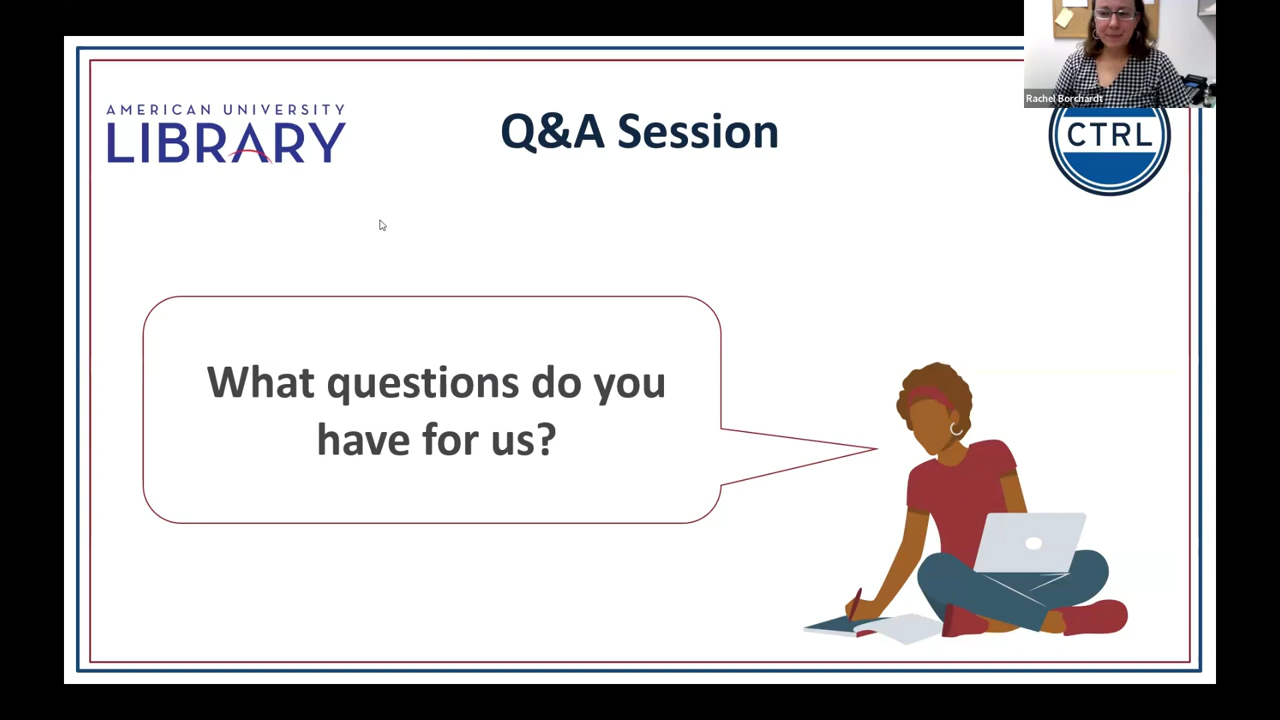 AMERICAN UNIVERSITY
LIBRARY
Q&A Session
Rachel Borchardt
CTRL
What questions do you
have for us?